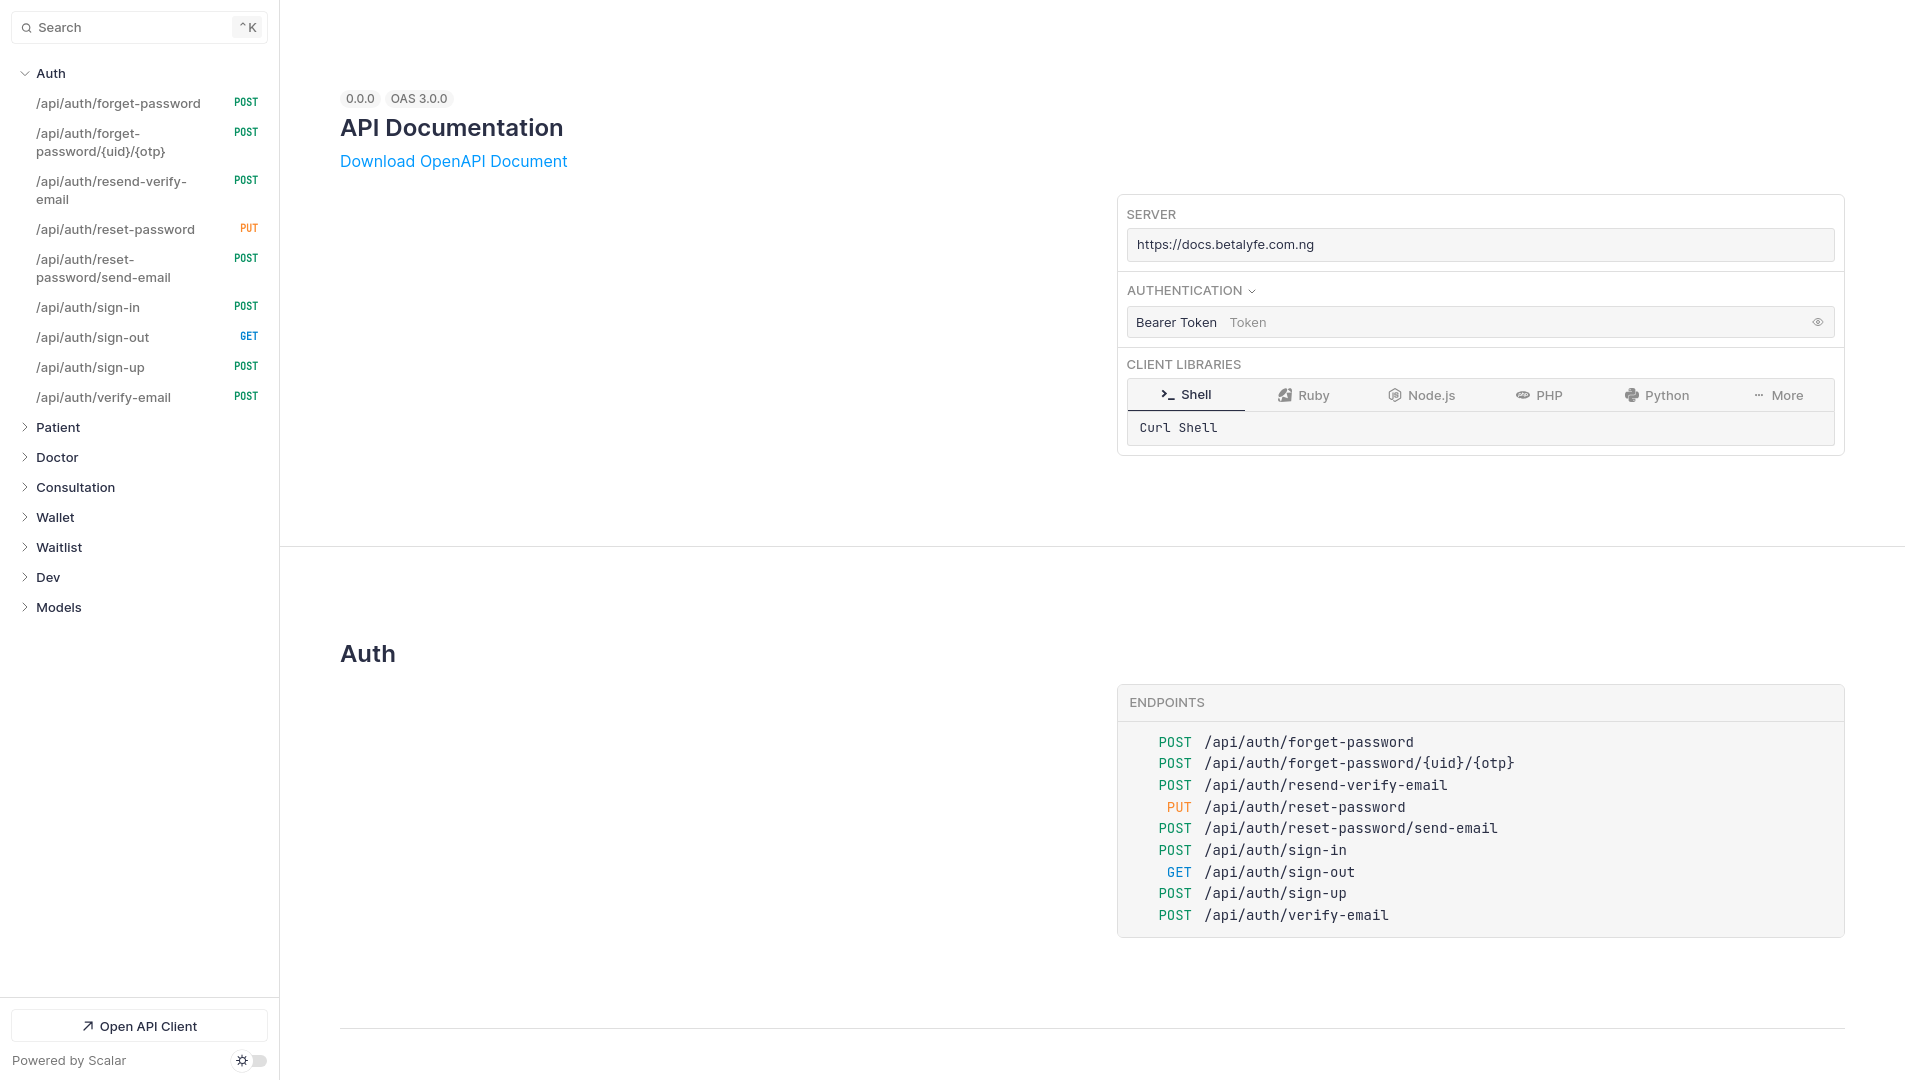 Search ⌃K
Auth
/api/auth/forget-password POST
/api/auth/forget- POST
password/{uid}/{otp}
/api/auth/resend-verify- POST
email
/api/auth/reset-password PUT
/api/auth/reset- POST
password/send-email
/api/auth/sign-in POST
/api/auth/sign-out GET
/api/auth/sign-up POST
/api/auth/verify-email POST
Patient
Doctor
Consultation
Wallet
Waitlist
Dev
Models
Open API Client
Powered by Scalar
0.0.0 OAS 3.0.0
API Documentation
Download OpenAPI Document
SERVER
https://docs.betalyfe.com.ng
AUTHENTICATION
Bearer Token Token
CLIENT LIBRARIES
Shell Ruby Node.js PHP Python More
Curl Shell
Auth
ENDPOINTS
POST /api/auth/forget-password
POST /api/auth/forget-password/{uid}/{otp}
POST /api/auth/resend-verify-email
PUT /api/auth/reset-password
POST /api/auth/reset-password/send-email
POST /api/auth/sign-in
GET /api/auth/sign-out
POST /api/auth/sign-up
POST /api/auth/verify-email